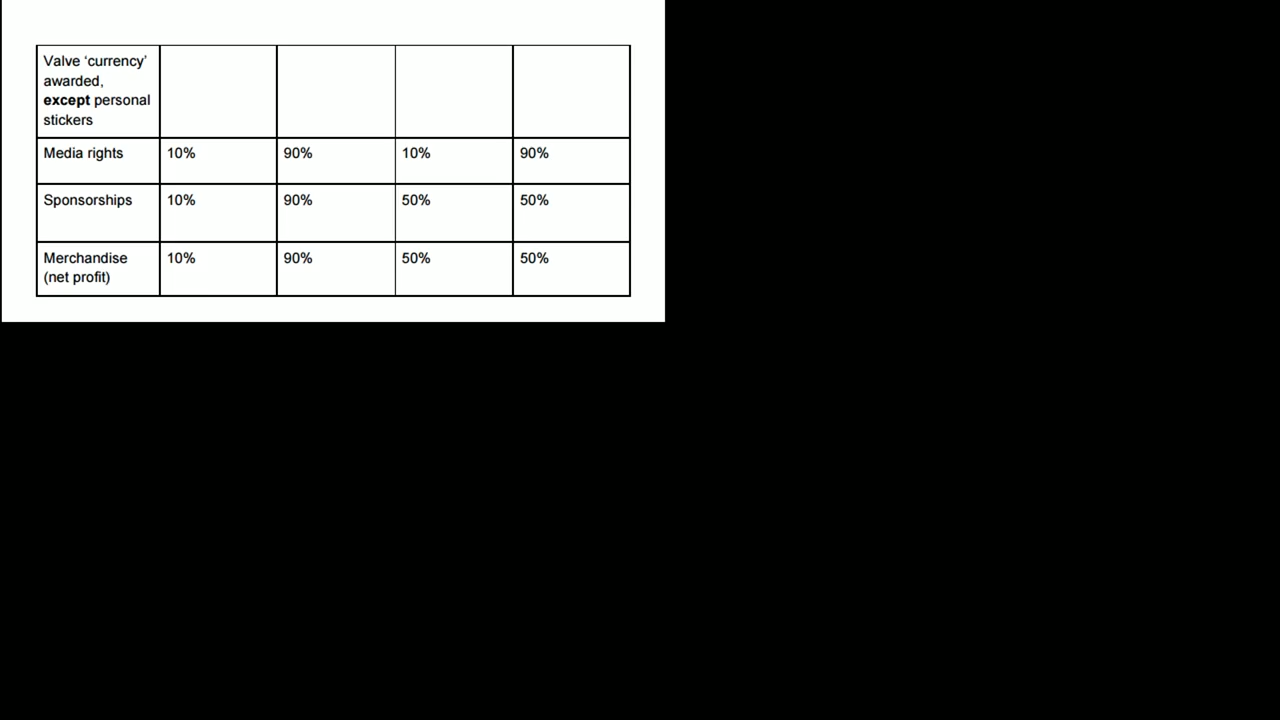 Valve ‘currency’
awarded,
except personal
stickers
Media rights 10% 90% 10% 90%
Sponsorships 10% 90% 50% 50%
Merchandise 10% 90% 50% 50%
(net profit)